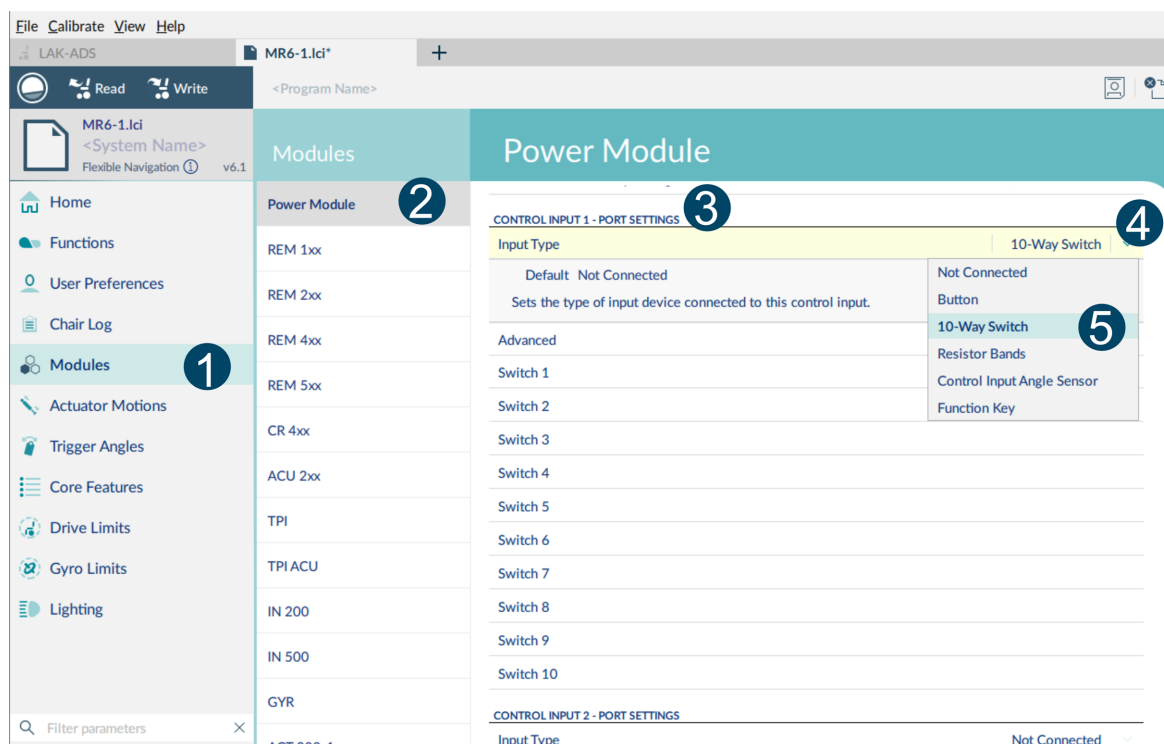 File Calibrate View Help
LAK-ADS
MR6-1.lci*
+
Read
Write
<Program Name>
MR6-1.lci
<System Name>
Flexible Navigation v6.1
Home
Functions
User Preferences
Chair Log
Modules
1
Actuator Motions
Trigger Angles
Core Features
Drive Limits
Gyro Limits
Lighting
Filter parameters
Modules
Power Module
2
REM 1xx
REM 2xx
REM 4xx
REM 5xx
CR 4xx
ACU 2xx
TPI
TPI ACU
IN 200
IN 500
GYR
Power Module
CONTROL INPUT 1 - PORT SETTINGS
3
Input Type
10-Way Switch
4
Default Not Connected
Sets the type of input device connected to this control input.
Not Connected
Button
10-Way Switch
5
Resistor Bands
Control Input Angle Sensor
Function Key
Advanced
Switch 1
Switch 2
Switch 3
Switch 4
Switch 5
Switch 6
Switch 7
Switch 8
Switch 9
Switch 10
CONTROL INPUT 2 - PORT SETTINGS
Input Type
Not Connected